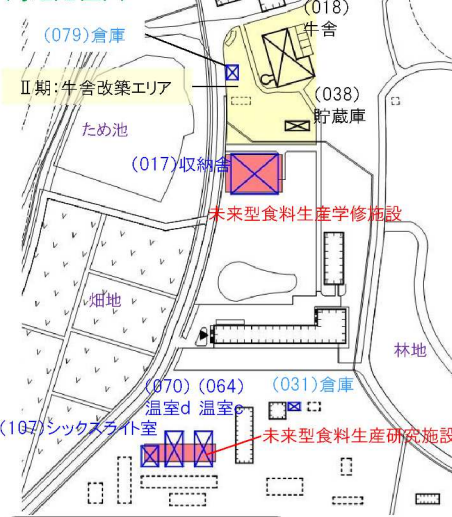 (018)
牛舎
(079)倉庫
Ⅱ期:牛舎改築エリア
(038)
貯蔵庫
ため池
(017)収納舎
未来型食料生産学修施設
畑地
林地
(070) (064)
温室d 温室
(031)倉庫
(107)シックスライト室
未来型食料生産研究施設